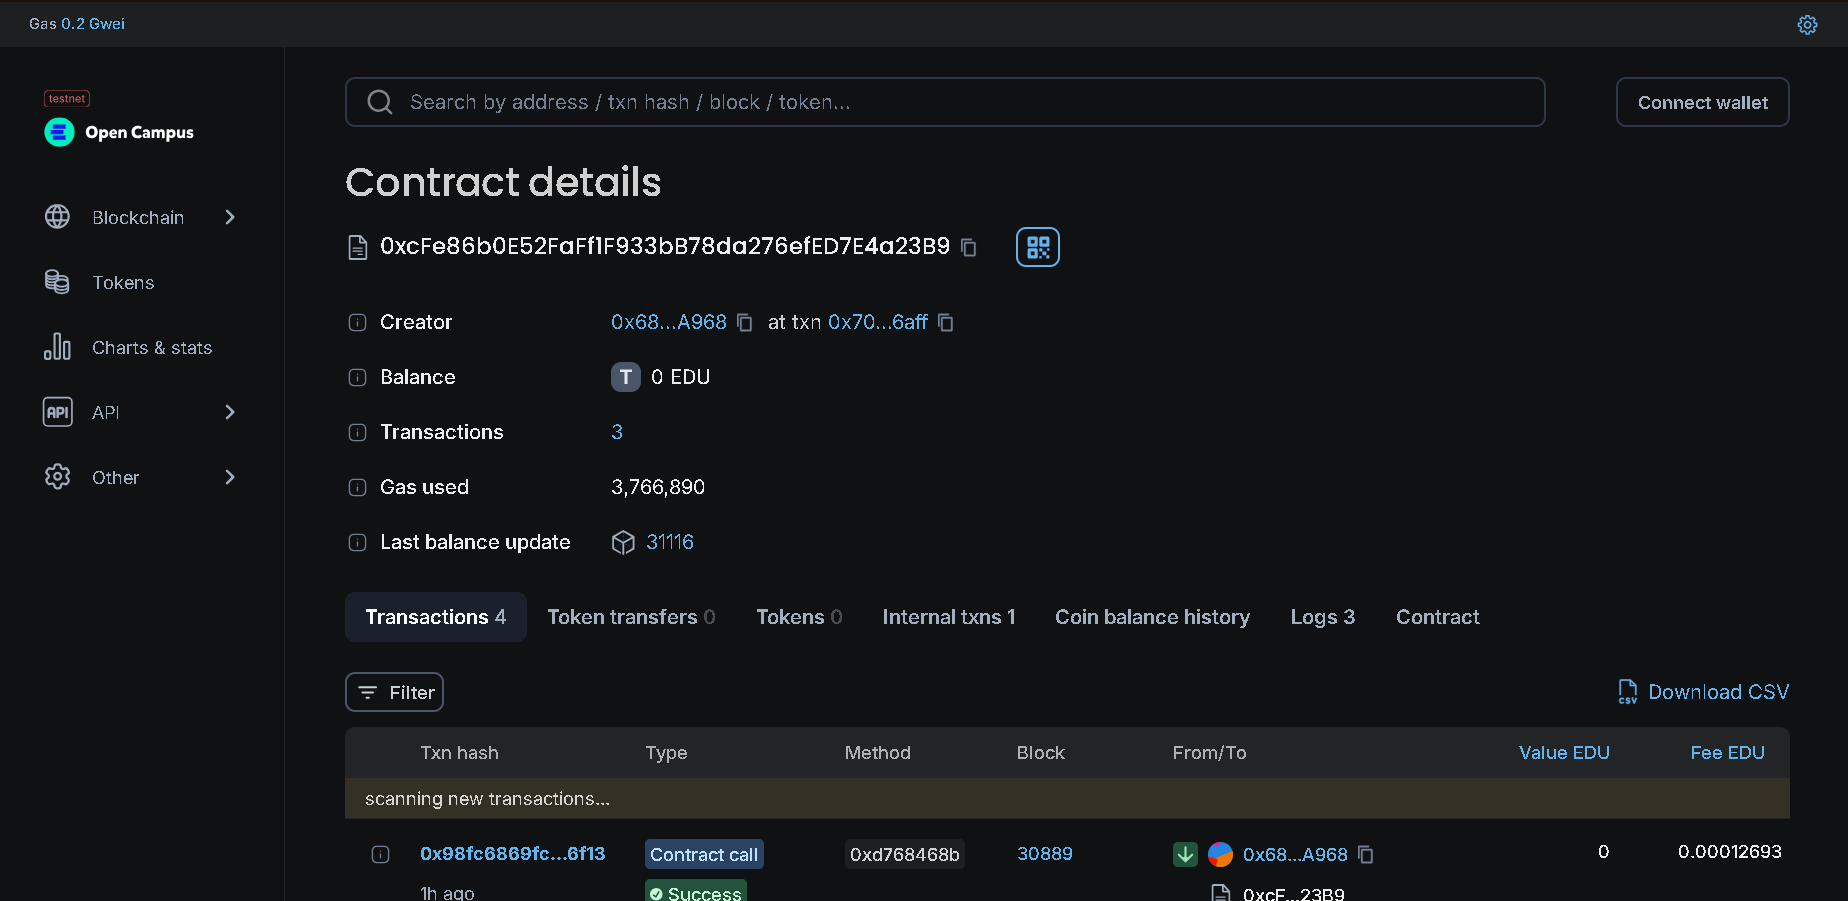 Gas 0.2 Gwei
testnet
Open Campus
Blockchain
Tokens
Charts & stats
API API
Other
Search by address / txn hash / block / token...
Connect wallet
Contract details
0xcFe86b0E52FaFf1F933bB78da276efED7E4a23B9
Creator 0x68...A968 at txn 0x70...6aff
Balance T 0 EDU
Transactions 3
Gas used 3,766,890
Last balance update 31116
Transactions 4 Token transfers 0 Tokens 0 Internal txns 1 Coin balance history Logs 3 Contract
Filter
CSV Download CSV
Txn hash Type Method Block From/To Value EDU Fee EDU
scanning new transactions...
0x98fc6869fc...6f13 Contract call 0xd768468b 30889 0x68...A968 0 0.00012693
1h ago Success 0xcF...23B9